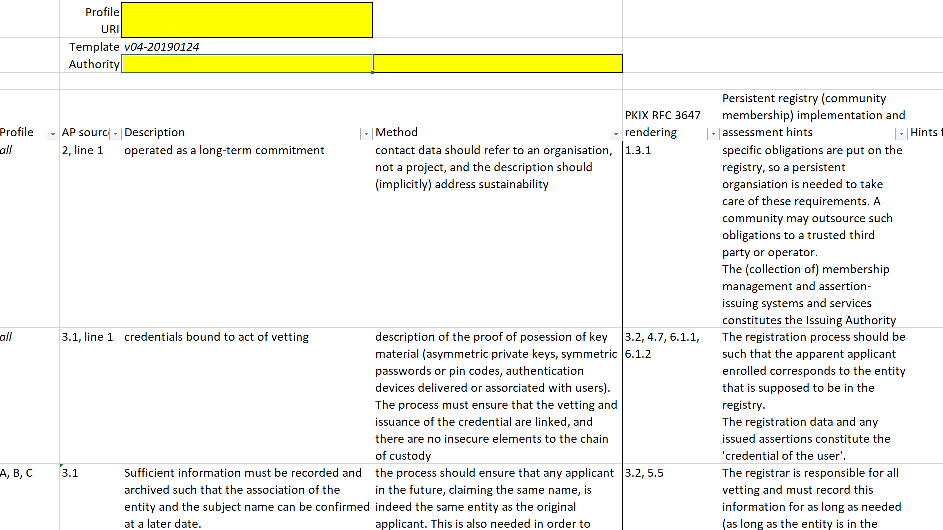 Profile
URI
Template v04-20190124
Authority
Profile
AP sourc
Description
Method
PKIX RFC 3647
rendering
Persistent registry (community
membership) implementation and
assessment hints
Hints f
all
2, line 1
operated as a long-term commitment
contact data should refer to an organisation,
not a project, and the description should
(implicitly) address sustainability
1.3.1
specific obligations are put on the
registry, so a persistent
organsiation is needed to take
care of these requirements. A
community may outsource such
obligations to a trusted third
party or operator.
The (collection of) membership
management and assertion-
issuing systems and services
constitutes the Issuing Authority
all
3.1, line 1
credentials bound to act of vetting
description of the proof of posession of key
material (asymmetric private keys, symmetric
passwords or pin codes, authentication
devices delivered or assorciated with users).
The process must ensure that the vetting and
issuance of the credential are linked, and
there are no insecure elements to the chain
of custody
3.2, 4.7, 6.1.1,
6.1.2
The registration process should be
such that the apparent applicant
enrolled corresponds to the entity
that is supposed to be in the
registry.
The registration data and any
issued assertions constitute the
'credential of the user'.
A, B, C
3.1
Sufficient information must be recorded and
archived such that the association of the
entity and the subject name can be confirmed
at a later date.
the process should ensure that any applicant
in the future, claiming the same name, is
indeed the same entity as the original
applicant. This is also needed in order to
3.2, 5.5
The registrar is responsible for all
vetting and must record this
information for as long as needed
(as long as the entity is in the